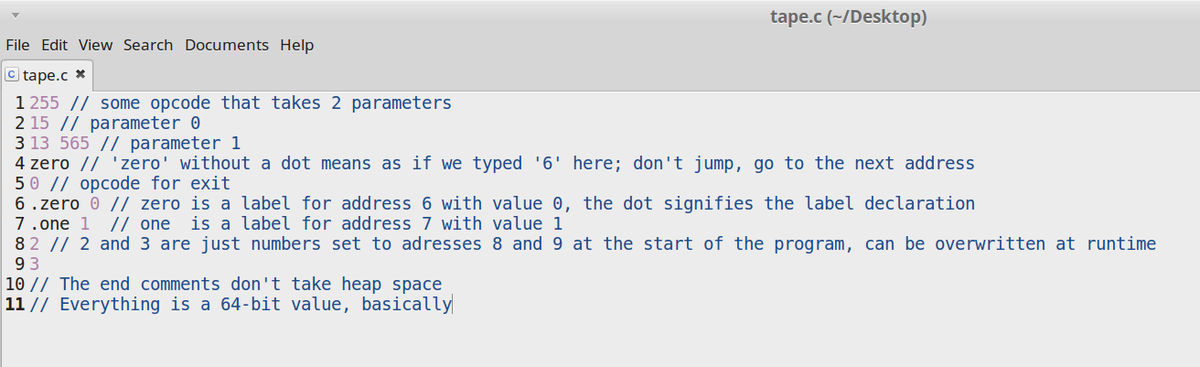 tape.c (~/Desktop)
File Edit View Search Documents Help
tape.c
1 255 // some opcode that takes 2 parameters
2 15 // parameter 0
3 13 565 // parameter 1
4 zero // 'zero' without a dot means as if we typed '6' here; don't jump, go to the next address
5 0 // opcode for exit
6 .zero 0 // zero is a label for address 6 with value 0, the dot signifies the label declaration
7 .one 1  // one  is a label for address 7 with value 1
8 2 // 2 and 3 are just numbers set to adresses 8 and 9 at the start of the program, can be overwritten at runtime
9 3
10 // The end comments don't take heap space
11 // Everything is a 64-bit value, basically